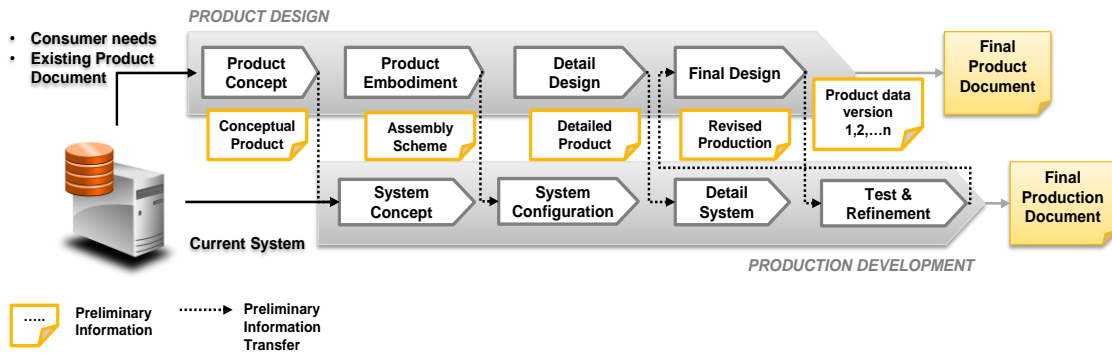 PRODUCT DESIGN
• Consumer needs
• Existing Product
Document
Product
Concept
Product
Embodiment
Detail
Design
Final Design
Final
Product
Document
Conceptual
Product
Assembly
Scheme
Detailed
Product
Revised
Production
Product data
version
1,2,…n
System
Concept
System
Configuration
Detail
System
Test &
Refinement
Final
Production
Document
Current System
PRODUCTION DEVELOPMENT
…..
Preliminary
Information
Preliminary
Information
Transfer